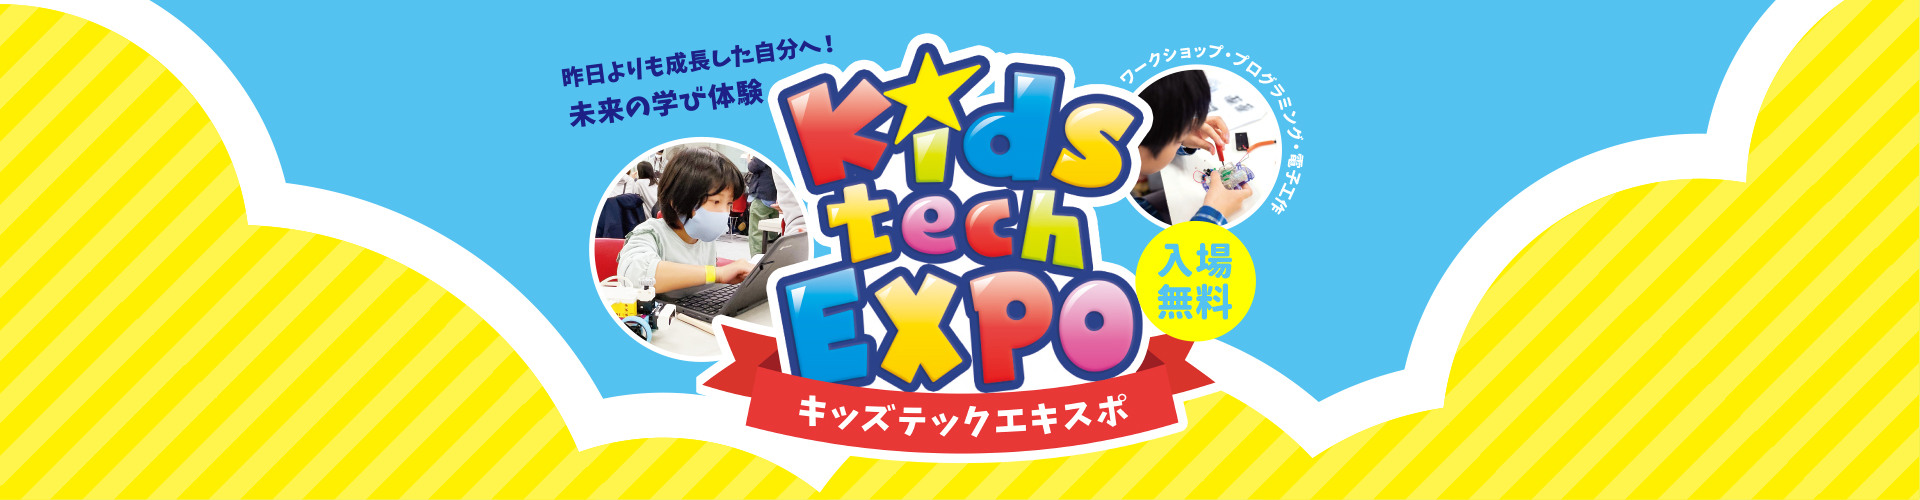 昨日よりも成長した自分へ！
未来の学び体験
Kids
tech
EXPO
キッズテックエキスポ
ワークショップ・プログラミング・電子工作
入場
無料